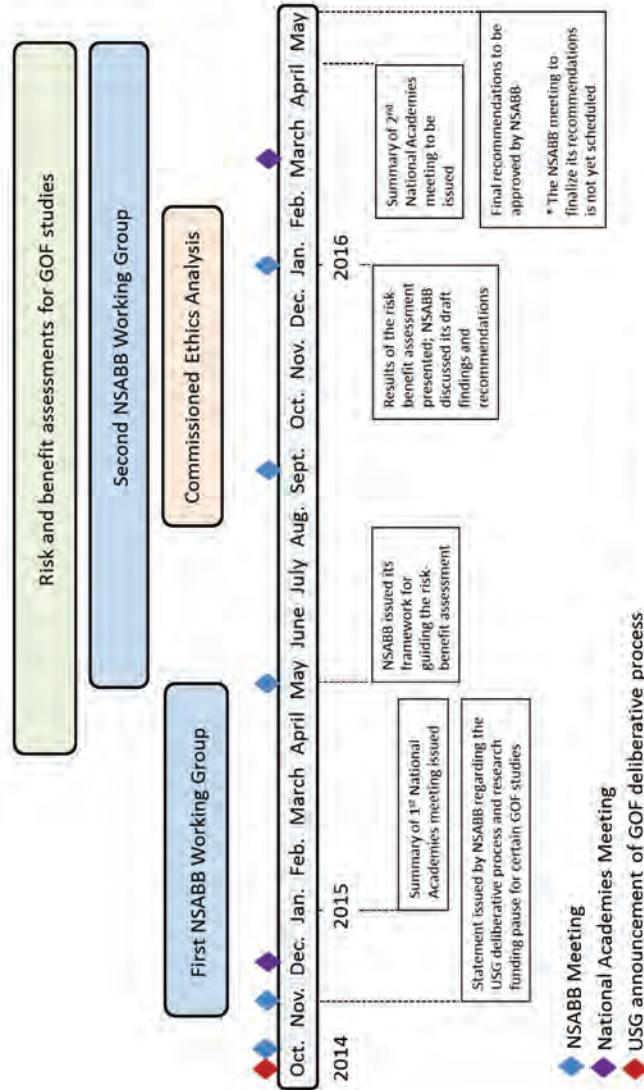 Risk and benefit assessments for GOF studies
Second NSABB Working Group
First NSABB Working Group
Commissioned Ethics Analysis
Oct. Nov. Dec. Jan. Feb. March April May June July Aug. Sept. Oct. Nov. Dec. Jan. Feb. March April May
2014
2015
2016
Summary of 1st National
Academies meeting issued
Statement issued by NSABB regarding the
USG deliberative process and research
funding pause for certain GOF studies
NSABB issued its
framework for
guiding the risk-
benefit assessment
Results of the risk-
benefit assessment
presented; NSABB
discussed its draft
findings and
recommendations
Summary of 2nd
National Academies
meeting to be
issued
Final recommendations to be
approved by NSABB
* The NSABB meeting to
finalize its recommendations
is not yet scheduled
NSABB Meeting
National Academies Meeting
USG announcement of GOF deliberative process